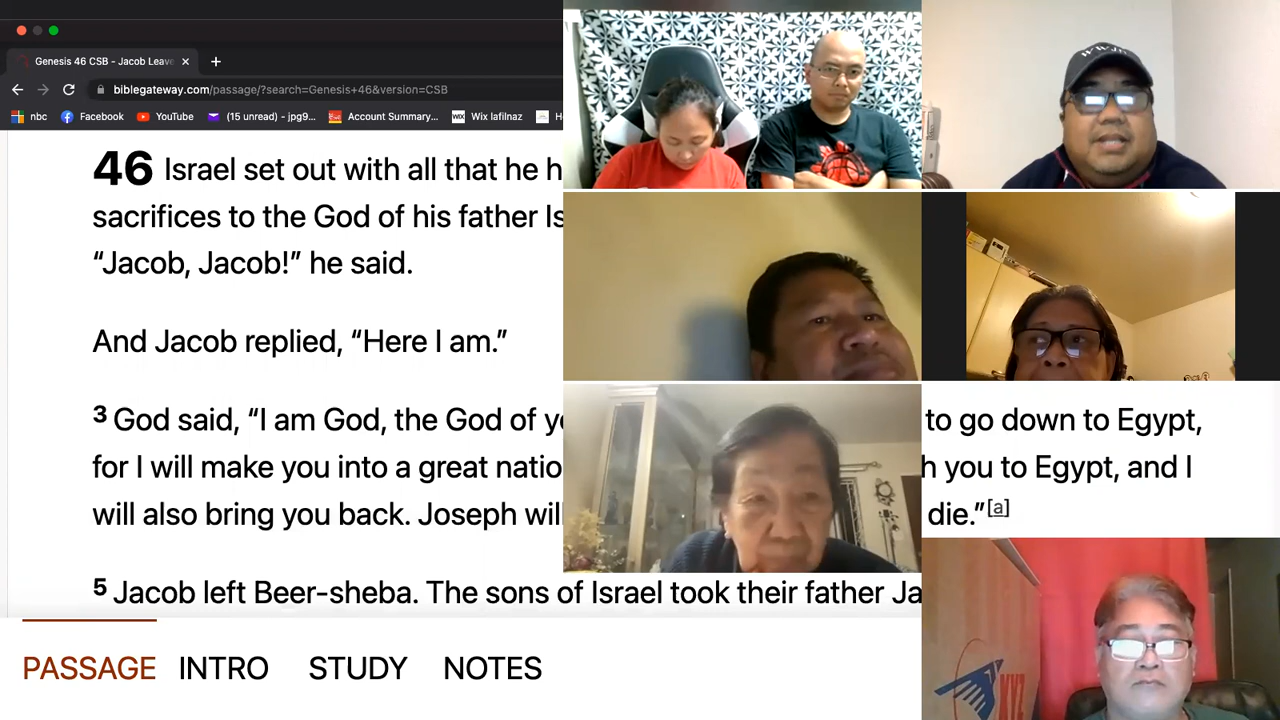 Genesis 46 CSB - Jacob Leave
biblegateway.com/passage/?search=Genesis+46&version=CSB
nbc Facebook YouTube (15 unread) - jpg9... Account Summary... WIX Wix lafilnaz H
46 Israel set out with all that he h
sacrifices to the God of his father Is
“Jacob, Jacob!” he said.
And Jacob replied, “Here I am.”
3 God said, “I am God, the God of yo to go down to Egypt,
for I will make you into a great natio h you to Egypt, and I
will also bring you back. Joseph wil die.”[a]
5 Jacob left Beer-sheba. The sons of Israel took their father Ja
PASSAGE INTRO STUDY NOTES
XYZ